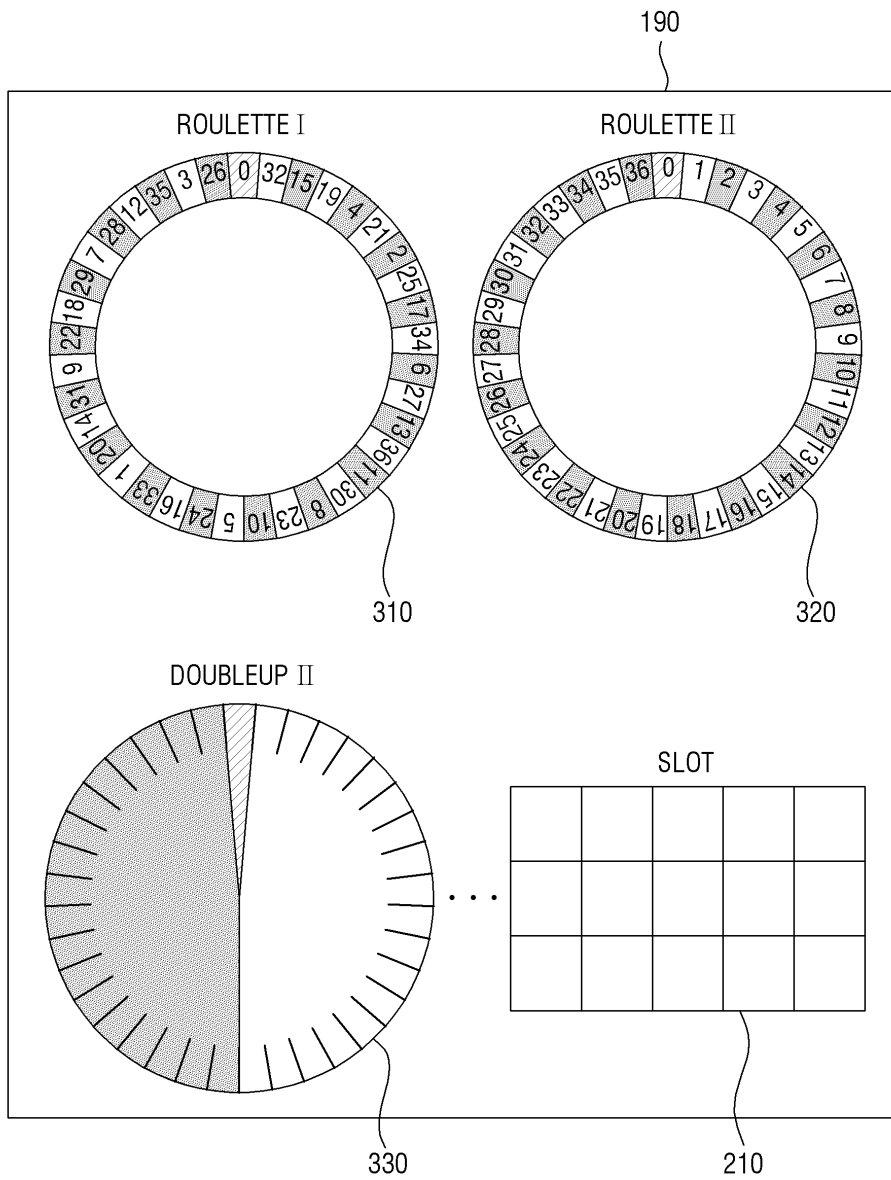 190
ROULETTE I
ROULETTE II
0 32 15 19 4 21 2 25 17 34 6 27 13 36 11 30 8 23 10 5 24 16 33 1 20 14 31 9 22 18 29 7 28 12 35 3 26
0 1 2 3 4 5 6 7 8 9 10 11 12 13 14 15 16 17 18 19 20 21 22 23 24 25 26 27 28 29 30 31 32 33 34 35 36
310
320
DOUBLEUP II
SLOT
...
330
210